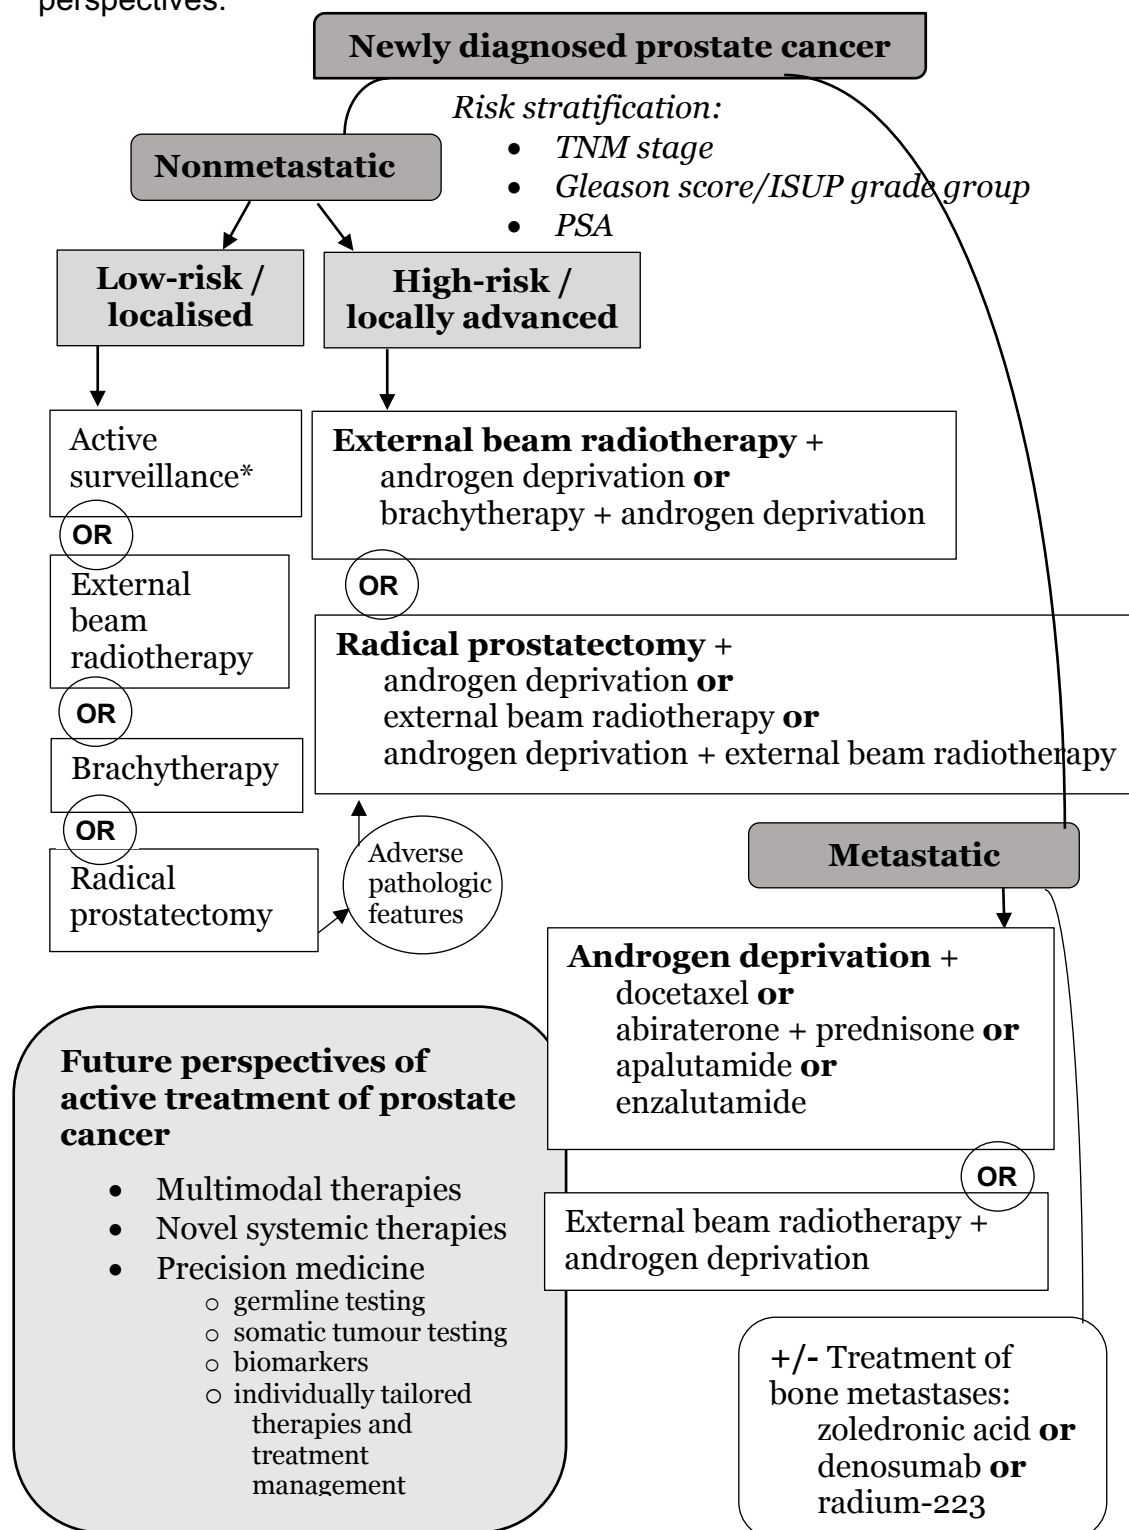 perspectives.
Newly diagnosed prostate cancer
Risk stratification:
• TNM stage
• Gleason score/ISUP grade group
• PSA
Nonmetastatic
Low-risk /
localised
High-risk /
locally advanced
Active
surveillance*
OR
External
beam
radiotherapy
OR
Brachytherapy
OR
Radical
prostatectomy
External beam radiotherapy +
androgen deprivation or
brachytherapy + androgen deprivation
OR
Radical prostatectomy +
androgen deprivation or
external beam radiotherapy or
androgen deprivation + external beam radiotherapy
Adverse
pathologic
features
Metastatic
Androgen deprivation +
docetaxel or
abiraterone + prednisone or
apalutamide or
enzalutamide
OR
External beam radiotherapy +
androgen deprivation
+/- Treatment of
bone metastases:
zoledronic acid or
denosumab or
radium-223
Future perspectives of
active treatment of prostate
cancer
• Multimodal therapies
• Novel systemic therapies
• Precision medicine
○ germline testing
○ somatic tumour testing
○ biomarkers
○ individually tailored
therapies and
treatment
management